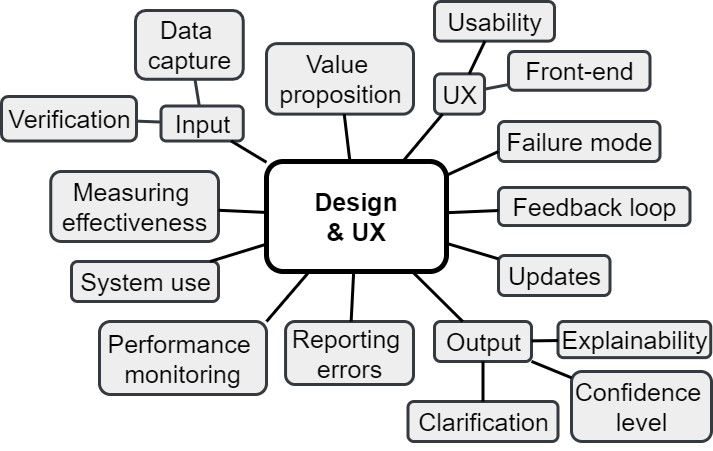 Usability
Data
capture
Value
proposition
Front-end
UX
Verification
Input
Failure mode
Measuring
effectiveness
Design
& UX
Feedback loop
System use
Updates
Performance
monitoring
Reporting
errors
Output
Explainability
Confidence
level
Clarification